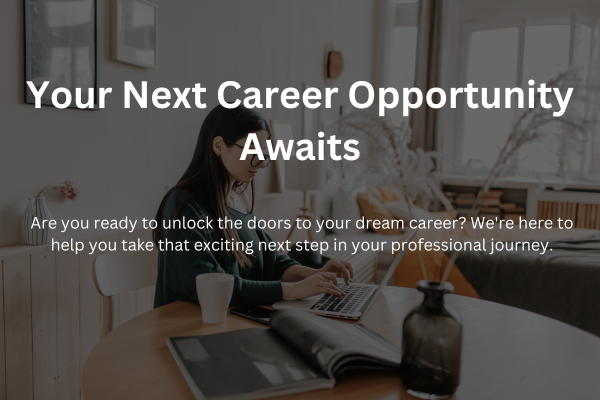 Your Next Career Opportunity
Awaits
Are you ready to unlock the doors to your dream career? We're here to
help you take that exciting next step in your professional journey.